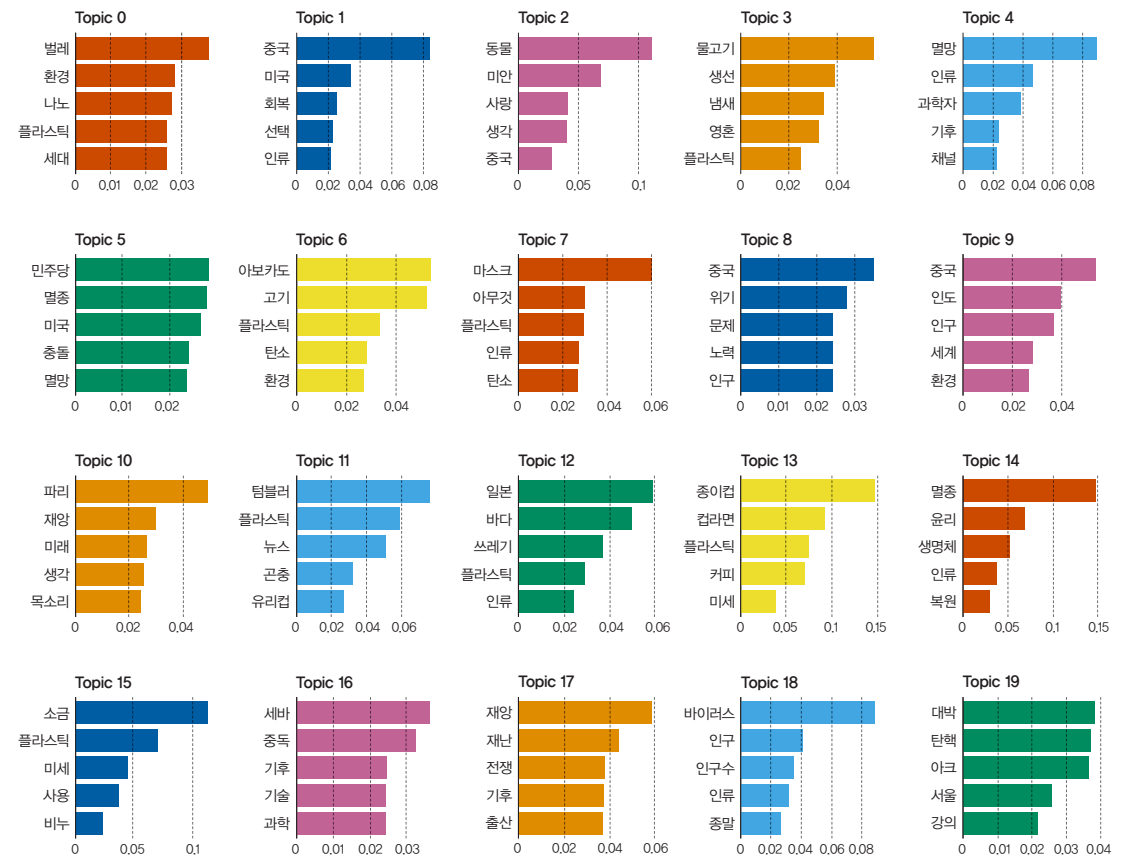 Topic 0
벌레
환경
나노
플라스틱
세대
0 0.01 0.02 0.03
Topic 1
중국
미국
회복
선택
인류
0 0.02 0.04 0.06 0.08
Topic 2
동물
미안
사랑
생각
중국
0 0.05 0.1
Topic 3
물고기
생선
냄새
영혼
플라스틱
0 0.02 0.04
Topic 4
멸망
인류
과학자
기후
채널
0 0.02 0.04 0.06 0.08
Topic 5
민주당
멸종
미국
충돌
멸망
0 0.01 0.02
Topic 6
아보카도
고기
플라스틱
탄소
환경
0 0.02 0.04
Topic 7
마스크
아무것
플라스틱
인류
탄소
0 0.02 0.04 0.06
Topic 8
중국
위기
문제
노력
인구
0 0.01 0.02 0.03
Topic 9
중국
인도
인구
세계
환경
0 0.02 0.04
Topic 10
파리
재앙
미래
생각
목소리
0 0.02 0.04
Topic 11
텀블러
플라스틱
뉴스
곤충
유리컵
0 0.02 0.04 0.06
Topic 12
일본
바다
쓰레기
플라스틱
인류
0 0.02 0.04 0.06
Topic 13
종이컵
컵라면
플라스틱
커피
미세
0 0.05 0.1 0.15
Topic 14
멸종
윤리
생명체
인류
복원
0 0.05 0.1 0.15
Topic 15
소금
플라스틱
미세
사용
비누
0 0.05 0.1
Topic 16
세바
중독
기후
기술
과학
0 0.01 0.02 0.03
Topic 17
재앙
재난
전쟁
기후
출산
0 0.02 0.04 0.06
Topic 18
바이러스
인구
인구수
인류
종말
0 0.02 0.04 0.06 0.08
Topic 19
대박
탄핵
아크
서울
강의
0 0.01 0.02 0.03 0.04